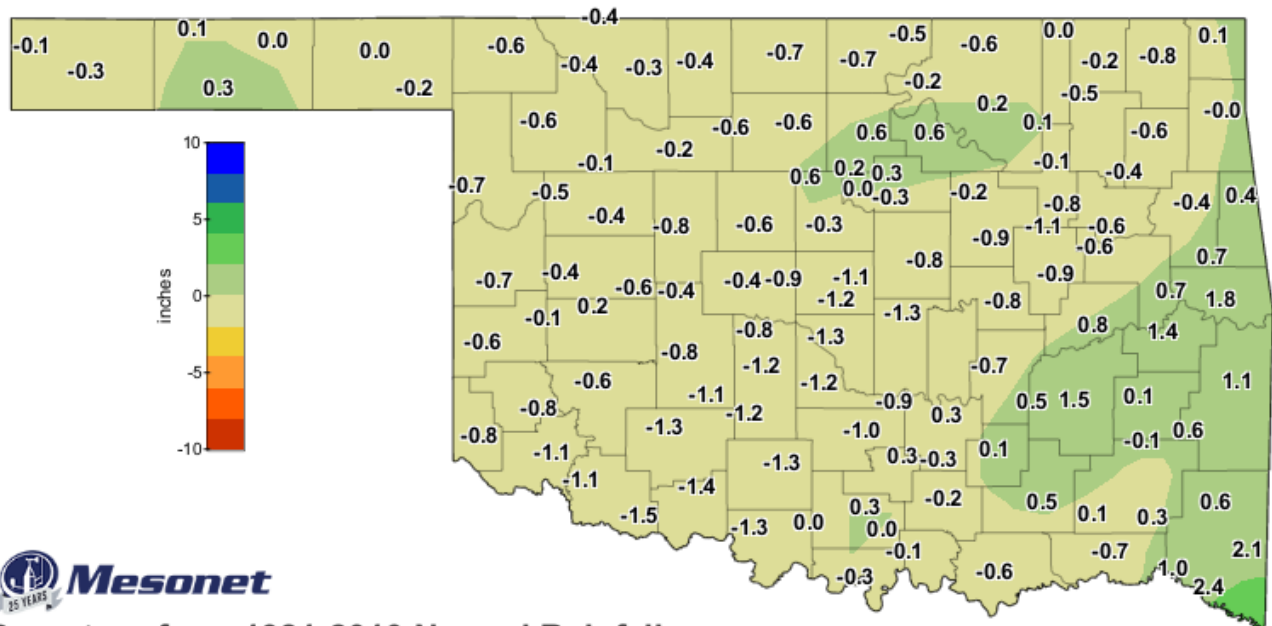 -0.4
-0.1 0.1 0.0 0.0 -0.6 -0.7 -0.5 -0.6 0.0 0.1
-0.3 -0.4 -0.3 -0.4 -0.7 -0.2 -0.2 -0.8
0.3 -0.2 0.2 -0.5 -0.0
-0.6 -0.6 -0.6 0.6 0.6 0.1 -0.6
10 -0.1 -0.2 0.2 0.3 -0.1 -0.4
-0.7 -0.5 0.6 0.0 -0.3 -0.2 -0.8 -0.4 0.4
5 -0.4 -0.8 -0.6 -0.3 -0.9 -1.1 -0.6
-0.6
-0.7 -0.4 -0.6 -0.4 -0.4 -0.9 -1.1 -0.8 -0.9 0.7
inches 0 0.2 -1.2 -0.8 0.7 1.8
-0.1 -1.3 0.8
-0.6 -0.8 -0.8 -1.3 1.4
-5 -0.6 -1.2 -1.2 -0.7 1.1
-0.8 -1.1 -1.2 -0.9 0.3 0.5 1.5 0.1
-10 -0.8 -1.3 -1.0 -0.1 0.6
-1.1 -1.3 0.3 -0.3 0.1
-1.1 -1.4 -0.2 0.5 0.6
-1.5 -1.3 0.0 0.3 0.0 0.1 0.3
-0.1 -0.7 2.1
-0.3 -0.6 1.0 2.4
Mesonet
25 YEARS